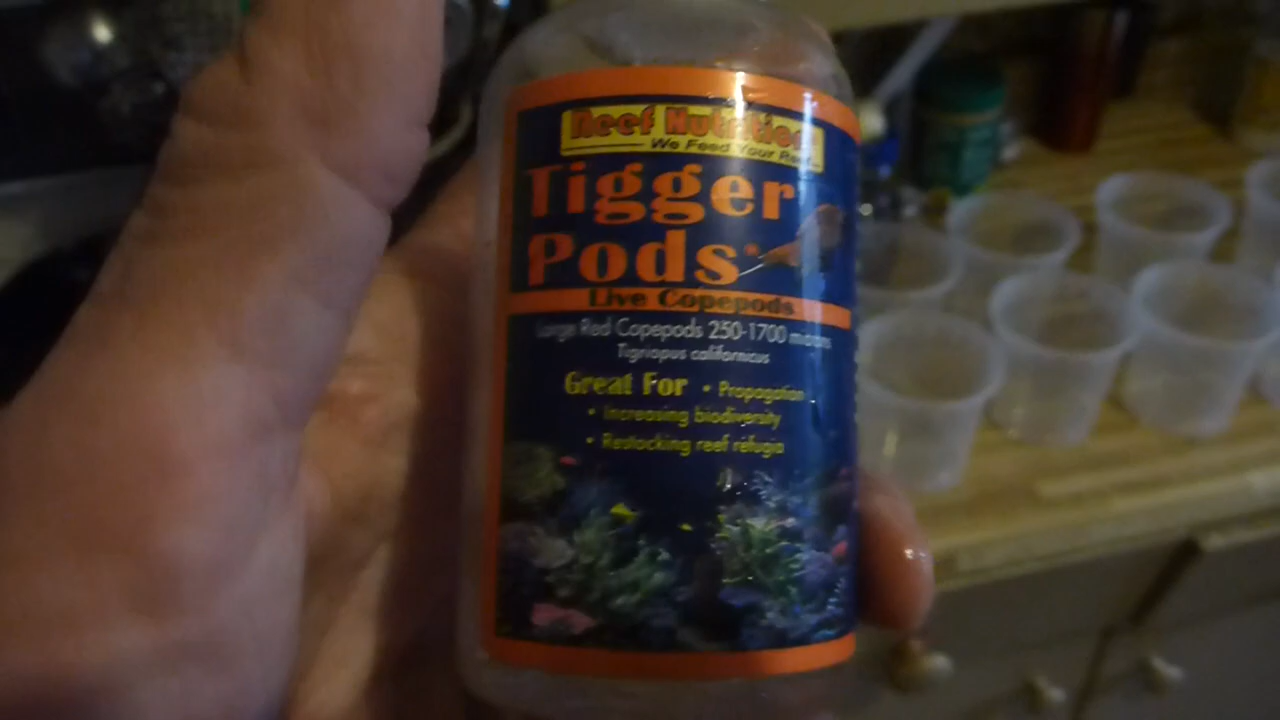 Reef Nutrition
We Feed Your Reef
Tigger
Pods
Live Copepods
Large Red Copepods 250-1700 microns
Tigriopus californicus
Great For • Propagation
• Increasing biodiversity
• Restocking reef refugia